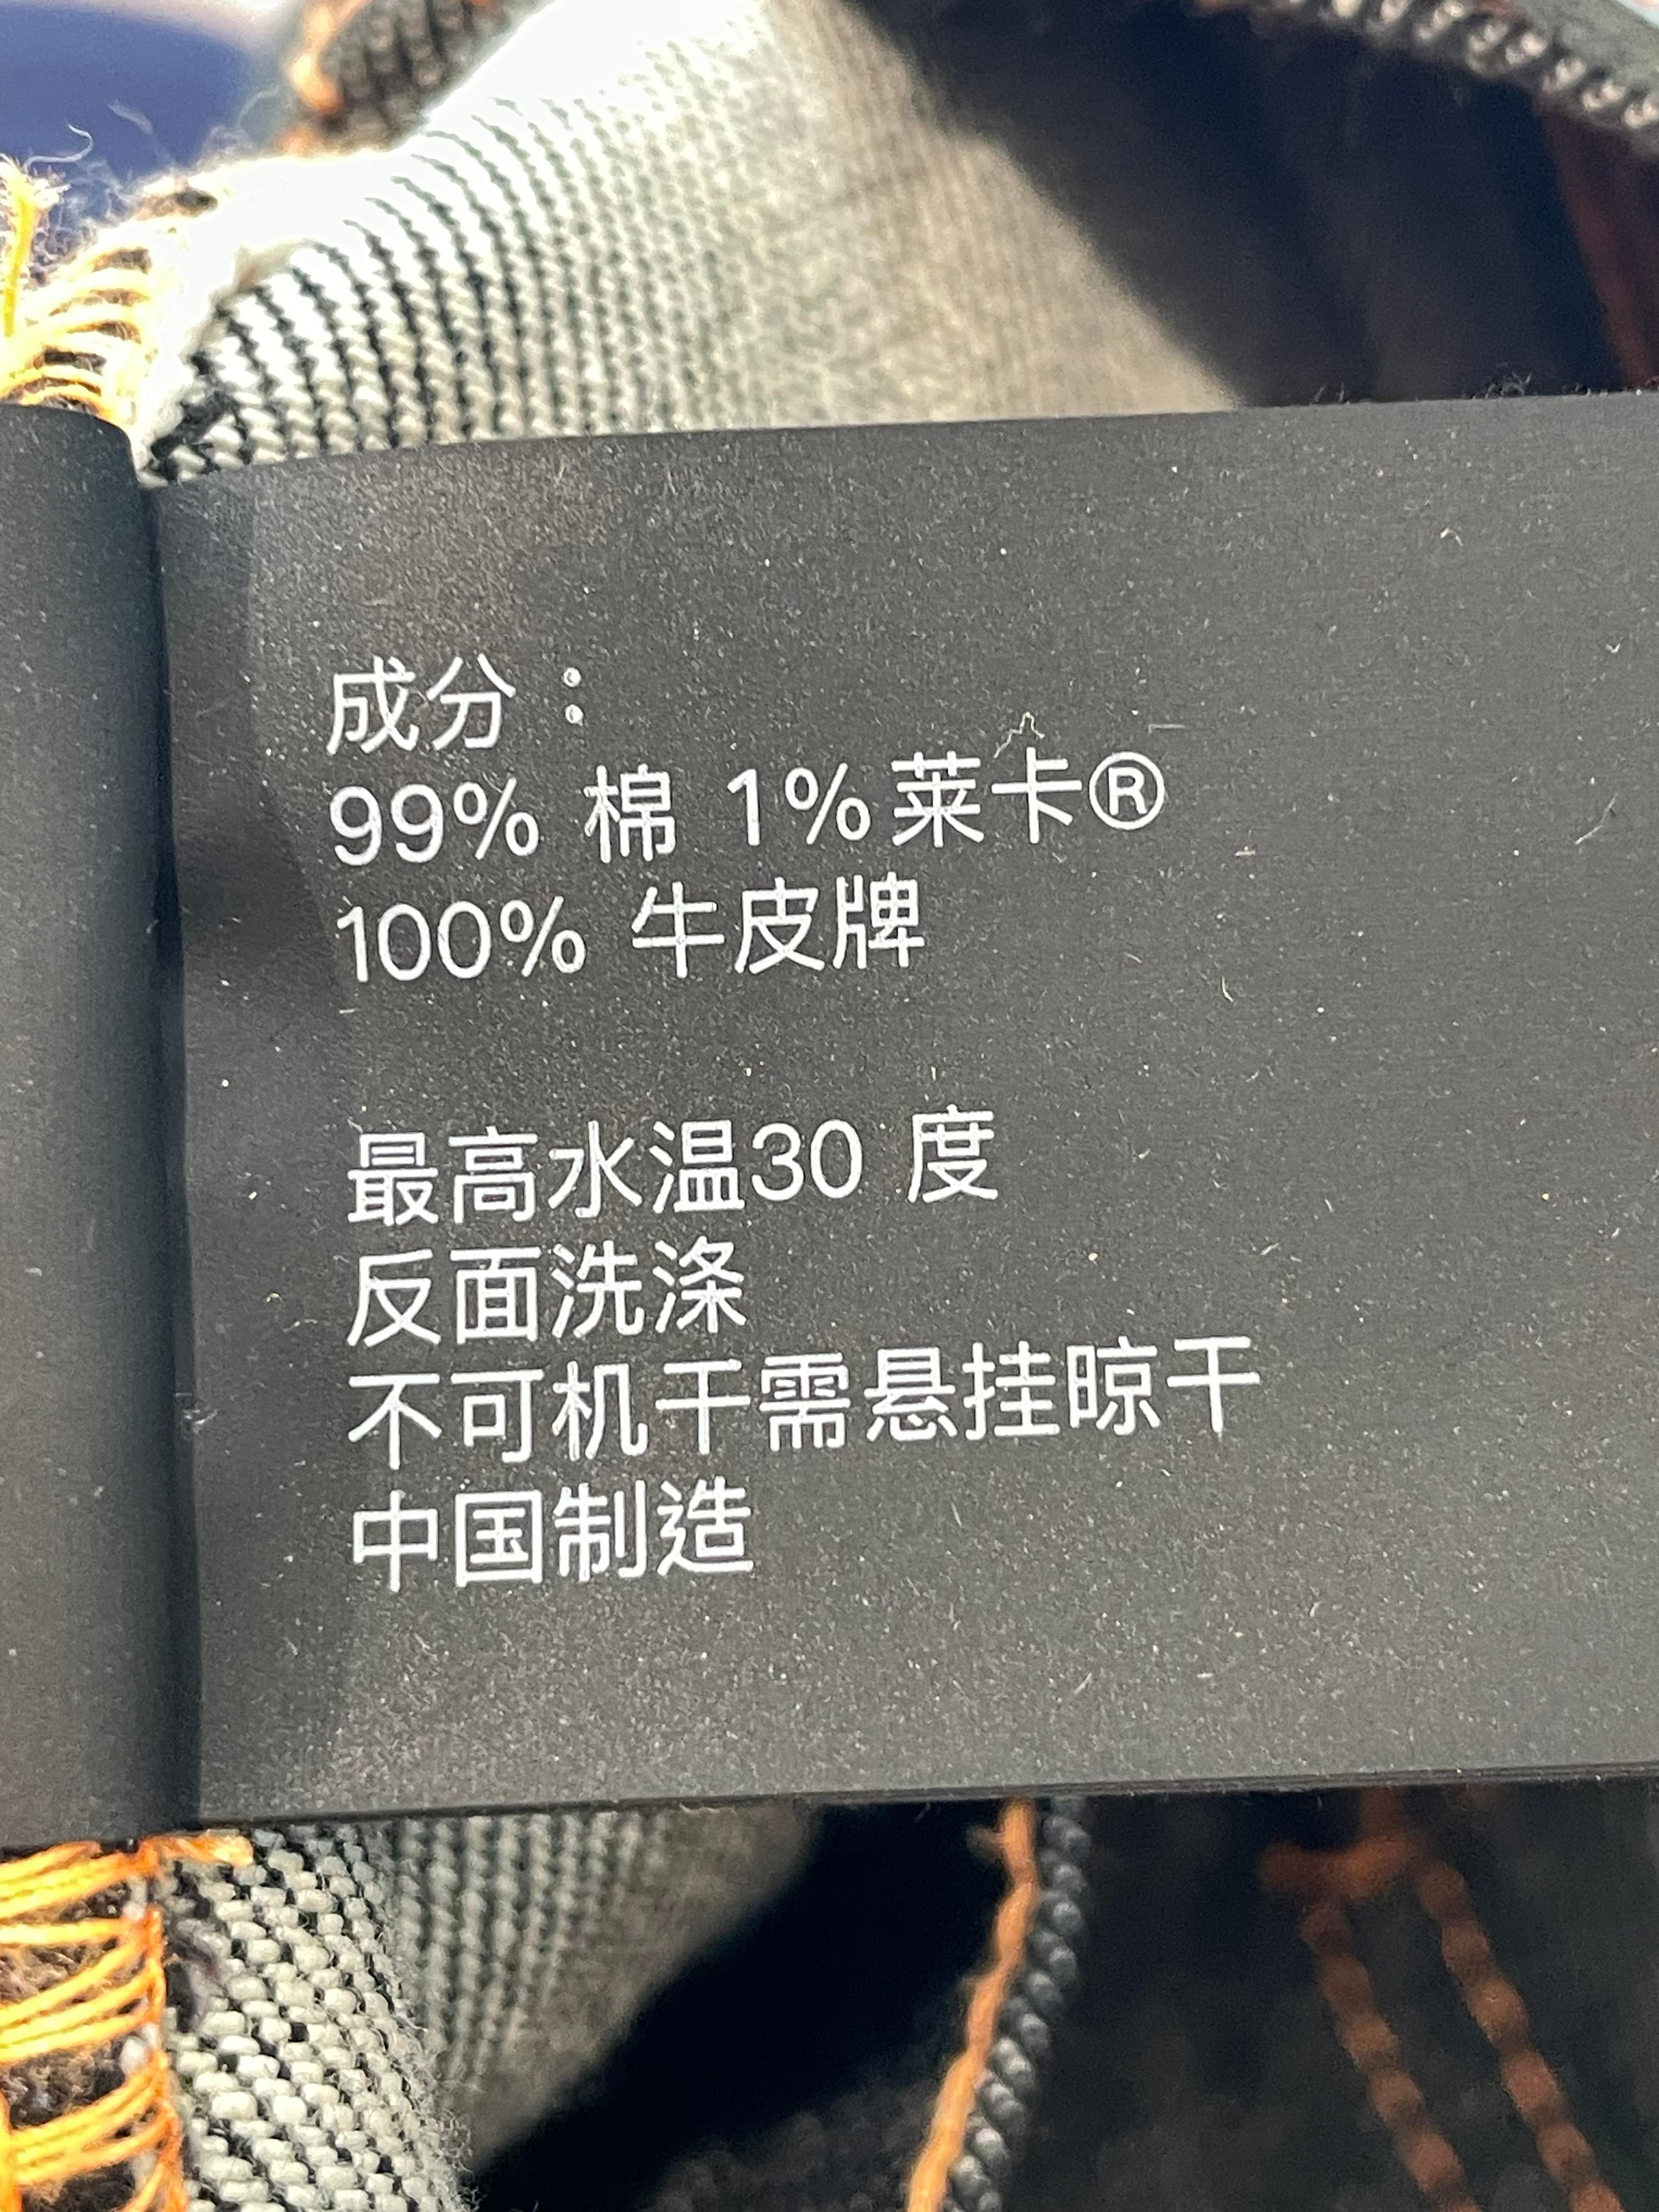 成分：
99% 棉 1%莱卡®
100% 牛皮牌
最高水温30 度
反面洗涤
不可机干需悬挂晾干
中国制造